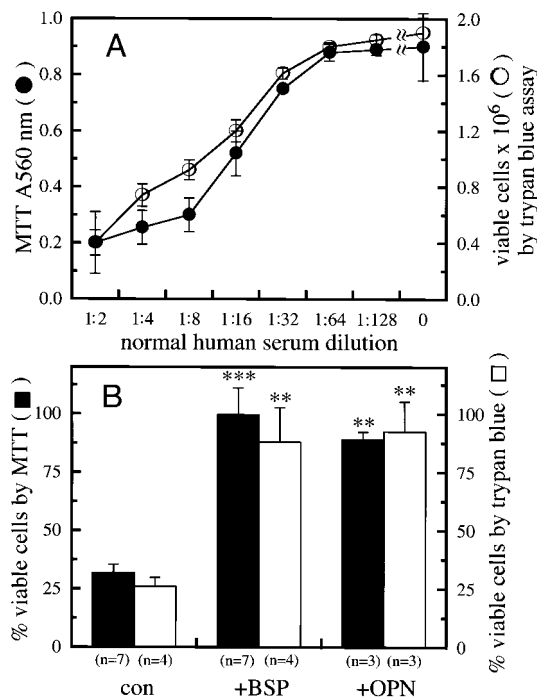 A
MTT A560 nm (●)
1.0
0.8
0.6
0.4
0.2
0.0
2.0
1.6
1.2
0.8
0.4
0.0
viable cells x 10⁶ (○)
by trypan blue assay
1:2 1:4 1:8 1:16 1:32 1:64 1:128 0
normal human serum dilution
B
% viable cells by MTT (■)
100
75
50
25
0
*** ** ** **
100
75
50
25
0
% viable cells by trypan blue (□)
(n=7) (n=4) (n=7) (n=4) (n=3) (n=3)
con +BSP +OPN